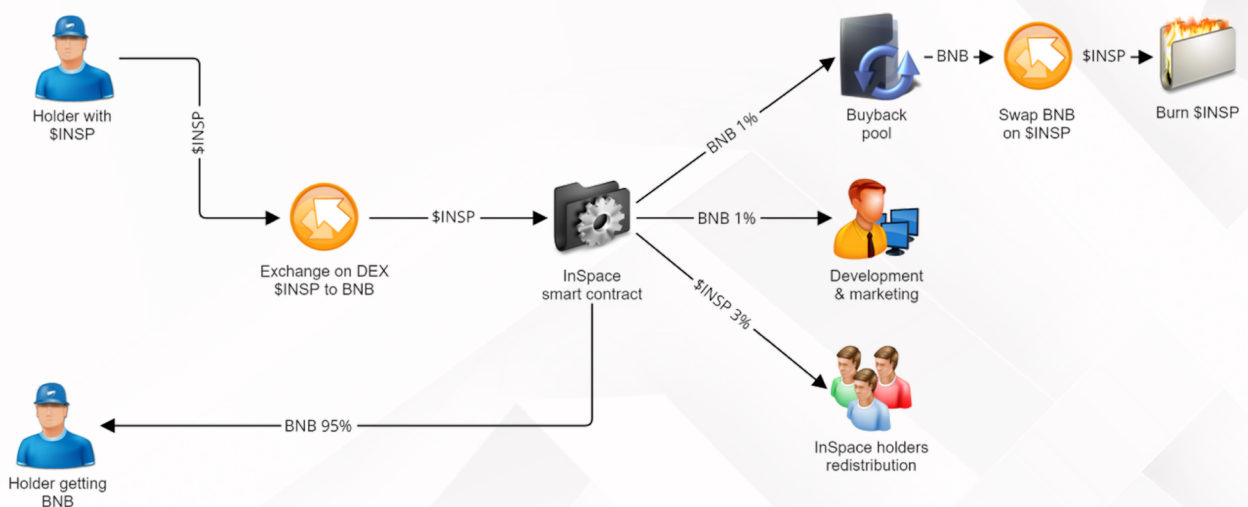 Holder with
$INSP
$INSP
Exchange on DEX
$INSP to BNB
$INSP
InSpace
smart contract
BNB 1%
Buyback
pool
BNB
Swap BNB
on $INSP
$INSP
Burn $INSP
BNB 1%
Development
& marketing
$INSP 3%
InSpace holders
redistribution
BNB 95%
Holder getting
BNB